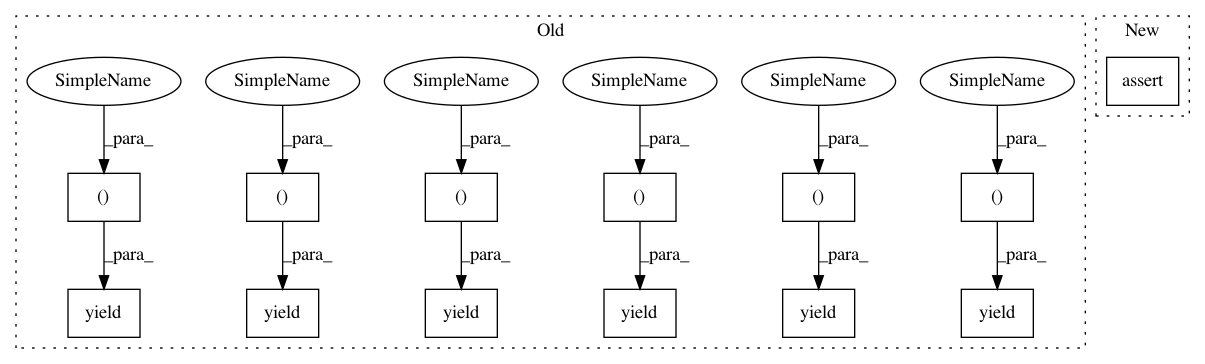 Old
New
SimpleName SimpleName SimpleName SimpleName SimpleName SimpleName assert
_para_ _para_ _para_ _para_ _para_ _para_
() () () () () ()
_para_ _para_ _para_ _para_ _para_ _para_
yield yield yield yield yield yield